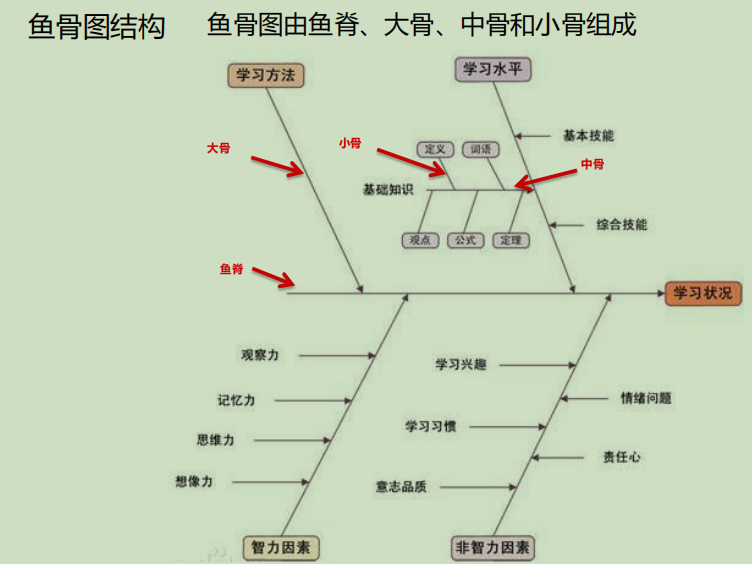 鱼骨图结构 鱼骨图由鱼脊、大骨、中骨和小骨组成
学习方法 学习水平
基本技能
大骨 小骨 定义 词语 中骨
基础知识
综合技能
观点 公式 定理
鱼脊
学习状况
观察力 学习兴趣
记忆力 情绪问题
思维力 学习习惯
责任心
想像力 意志品质
智力因素 非智力因素